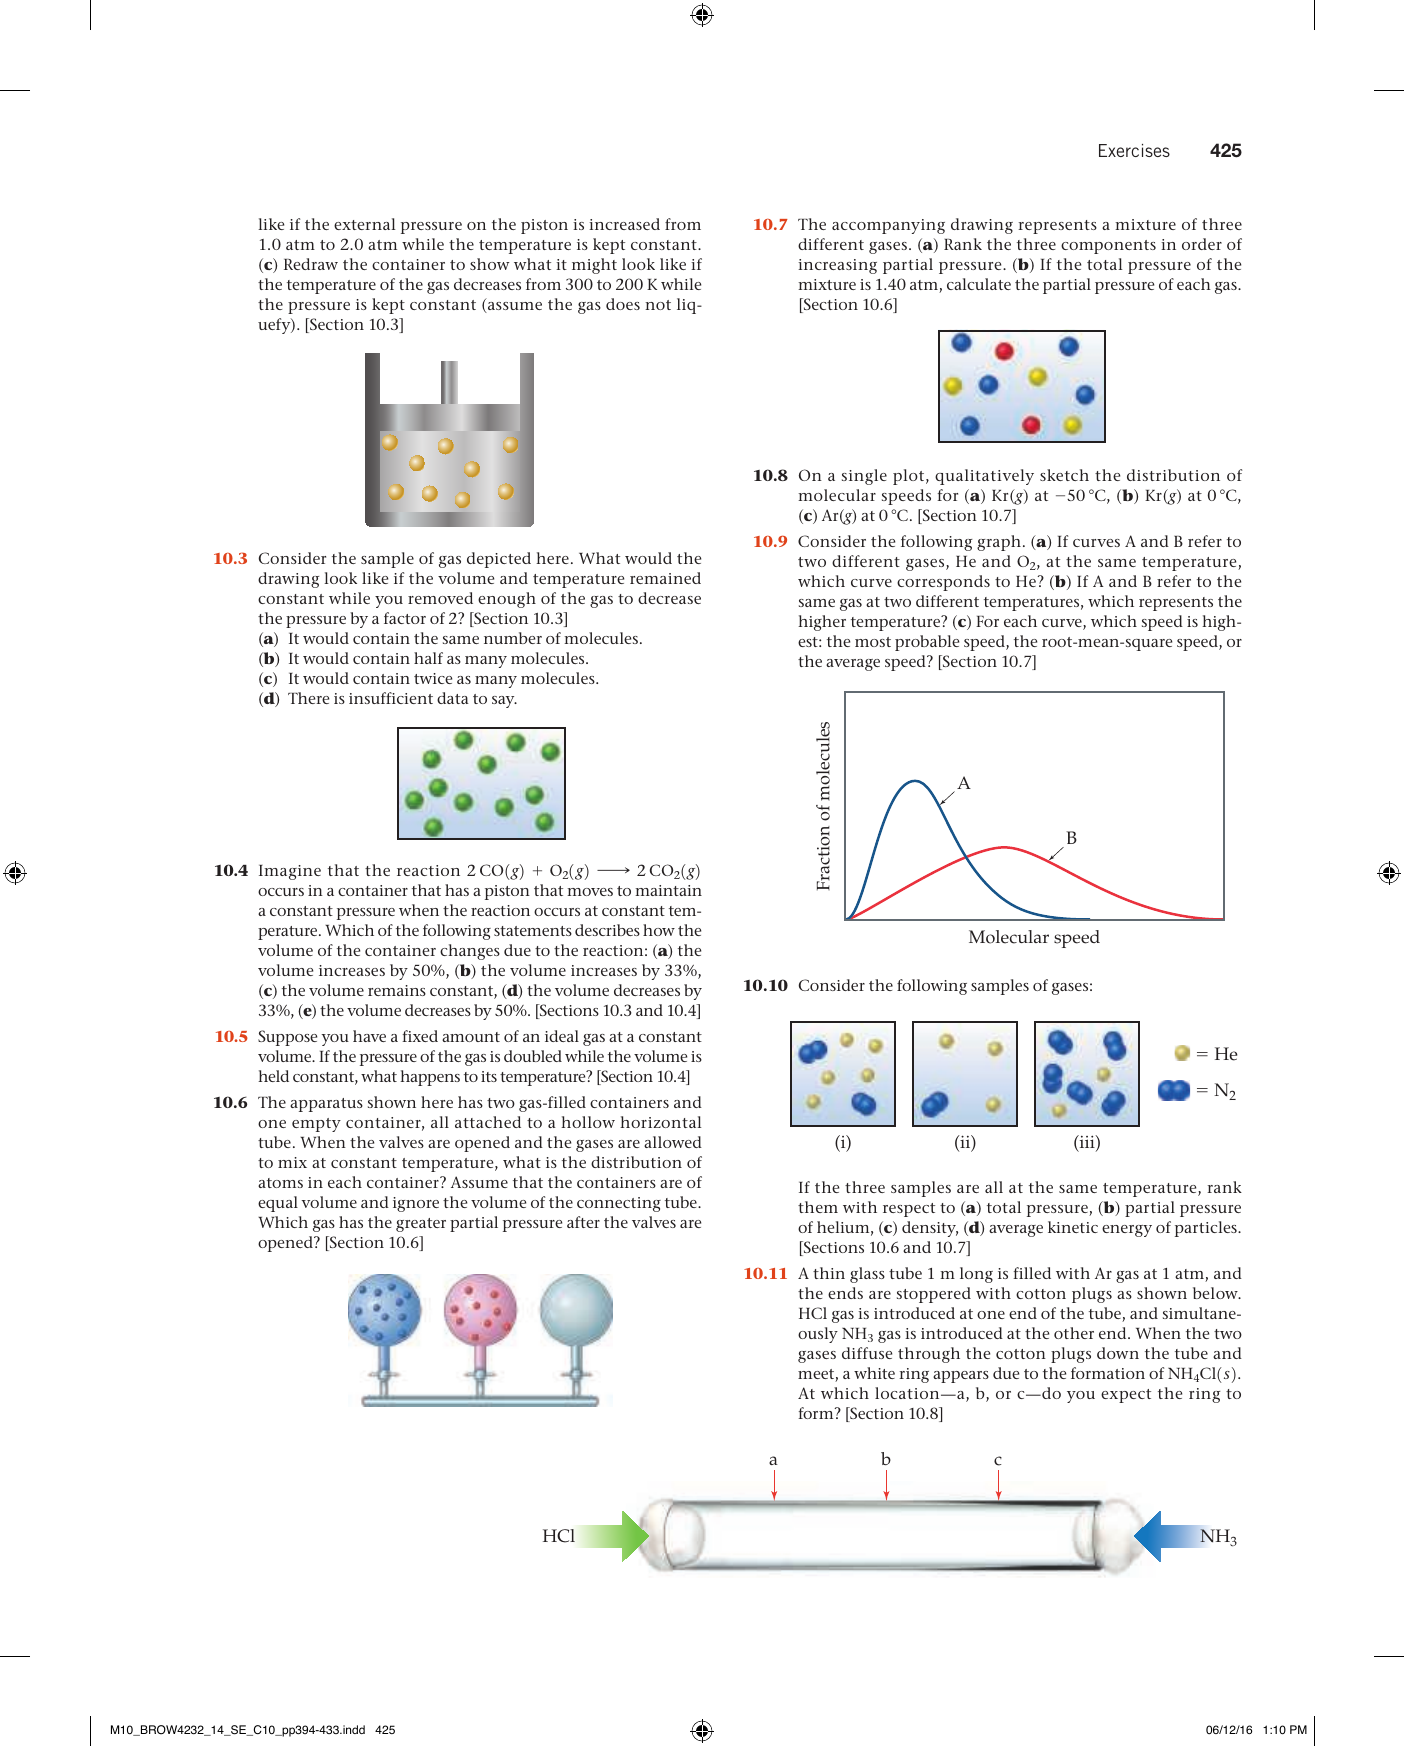 Exercises 425
like if the external pressure on the piston is increased from
1.0 atm to 2.0 atm while the temperature is kept constant.
(c) Redraw the container to show what it might look like if
the temperature of the gas decreases from 300 to 200 K while
the pressure is kept constant (assume the gas does not liq-
uefy). [Section 10.3]
10.3 Consider the sample of gas depicted here. What would the
drawing look like if the volume and temperature remained
constant while you removed enough of the gas to decrease
the pressure by a factor of 2? [Section 10.3]
(a) It would contain the same number of molecules.
(b) It would contain half as many molecules.
(c) It would contain twice as many molecules.
(d) There is insufficient data to say.
10.4 Imagine that the reaction 2 CO(g) + O₂(g) ⟶ 2 CO₂(g)
occurs in a container that has a piston that moves to maintain
a constant pressure when the reaction occurs at constant tem-
perature. Which of the following statements describes how the
volume of the container changes due to the reaction: (a) the
volume increases by 50%, (b) the volume increases by 33%,
(c) the volume remains constant, (d) the volume decreases by
33%, (e) the volume decreases by 50%. [Sections 10.3 and 10.4]
10.5 Suppose you have a fixed amount of an ideal gas at a constant
volume. If the pressure of the gas is doubled while the volume is
held constant, what happens to its temperature? [Section 10.4]
10.6 The apparatus shown here has two gas-filled containers and
one empty container, all attached to a hollow horizontal
tube. When the valves are opened and the gases are allowed
to mix at constant temperature, what is the distribution of
atoms in each container? Assume that the containers are of
equal volume and ignore the volume of the connecting tube.
Which gas has the greater partial pressure after the valves are
opened? [Section 10.6]
10.7 The accompanying drawing represents a mixture of three
different gases. (a) Rank the three components in order of
increasing partial pressure. (b) If the total pressure of the
mixture is 1.40 atm, calculate the partial pressure of each gas.
[Section 10.6]
10.8 On a single plot, qualitatively sketch the distribution of
molecular speeds for (a) Kr(g) at −50 °C, (b) Kr(g) at 0 °C,
(c) Ar(g) at 0 °C. [Section 10.7]
10.9 Consider the following graph. (a) If curves A and B refer to
two different gases, He and O₂, at the same temperature,
which curve corresponds to He? (b) If A and B refer to the
same gas at two different temperatures, which represents the
higher temperature? (c) For each curve, which speed is high-
est: the most probable speed, the root-mean-square speed, or
the average speed? [Section 10.7]
Fraction of molecules
A
B
Molecular speed
10.10 Consider the following samples of gases:
= He
= N₂
(i) (ii) (iii)
If the three samples are all at the same temperature, rank
them with respect to (a) total pressure, (b) partial pressure
of helium, (c) density, (d) average kinetic energy of particles.
[Sections 10.6 and 10.7]
10.11 A thin glass tube 1 m long is filled with Ar gas at 1 atm, and
the ends are stoppered with cotton plugs as shown below.
HCl gas is introduced at one end of the tube, and simultane-
ously NH₃ gas is introduced at the other end. When the two
gases diffuse through the cotton plugs down the tube and
meet, a white ring appears due to the formation of NH₄Cl(s).
At which location—a, b, or c—do you expect the ring to
form? [Section 10.8]
a b c
HCl NH₃
M10_BROW4232_14_SE_C10_pp394-433.indd 425 06/12/16 1:10 PM